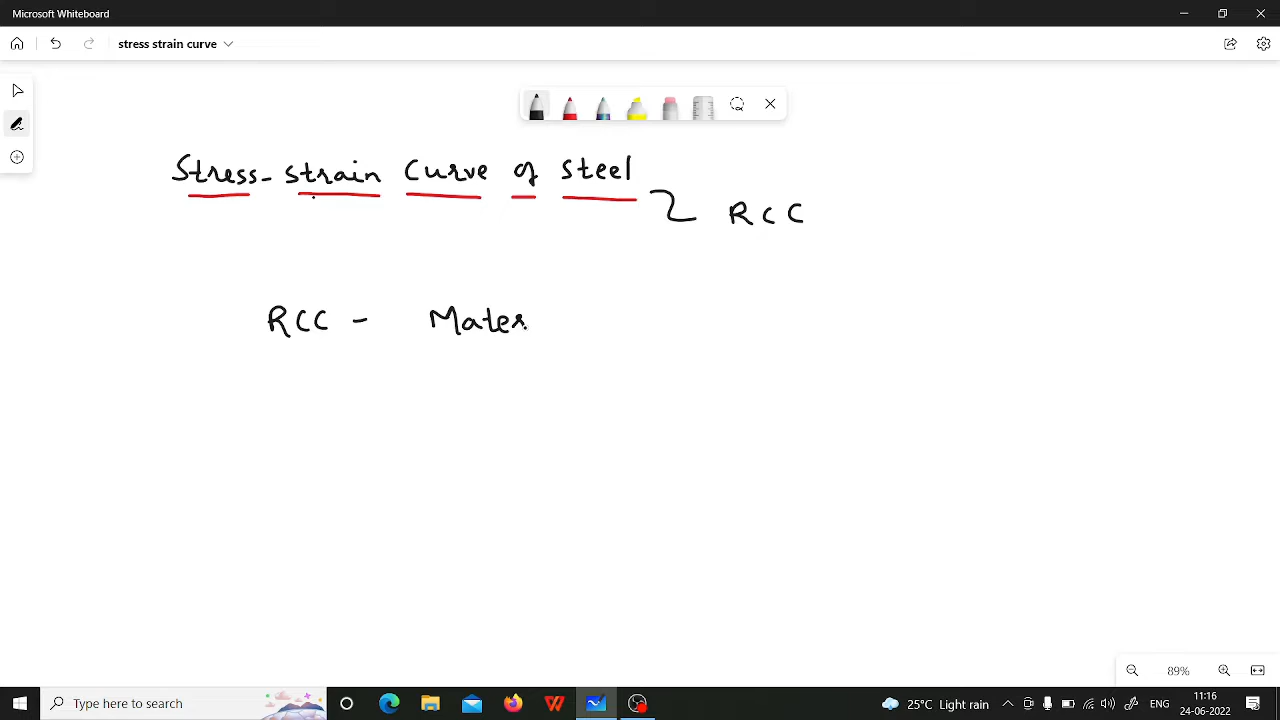 Microsoft Whiteboard
stress strain curve
Stress-strain Curve of steel
RCC
RCC - Mater
89%
Type here to search
25°C Light rain
ENG
11:16
24-06-2022